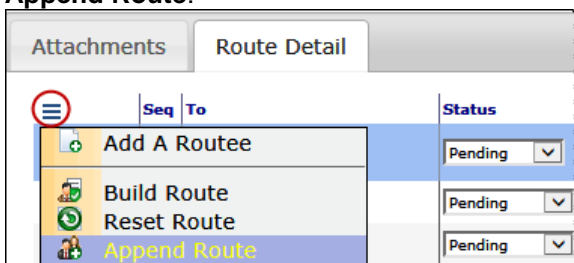 Append Route.
Attachments Route Detail
Seq To Status
Add A Routee Pending
Build Route Pending
Reset Route
Append Route Pending